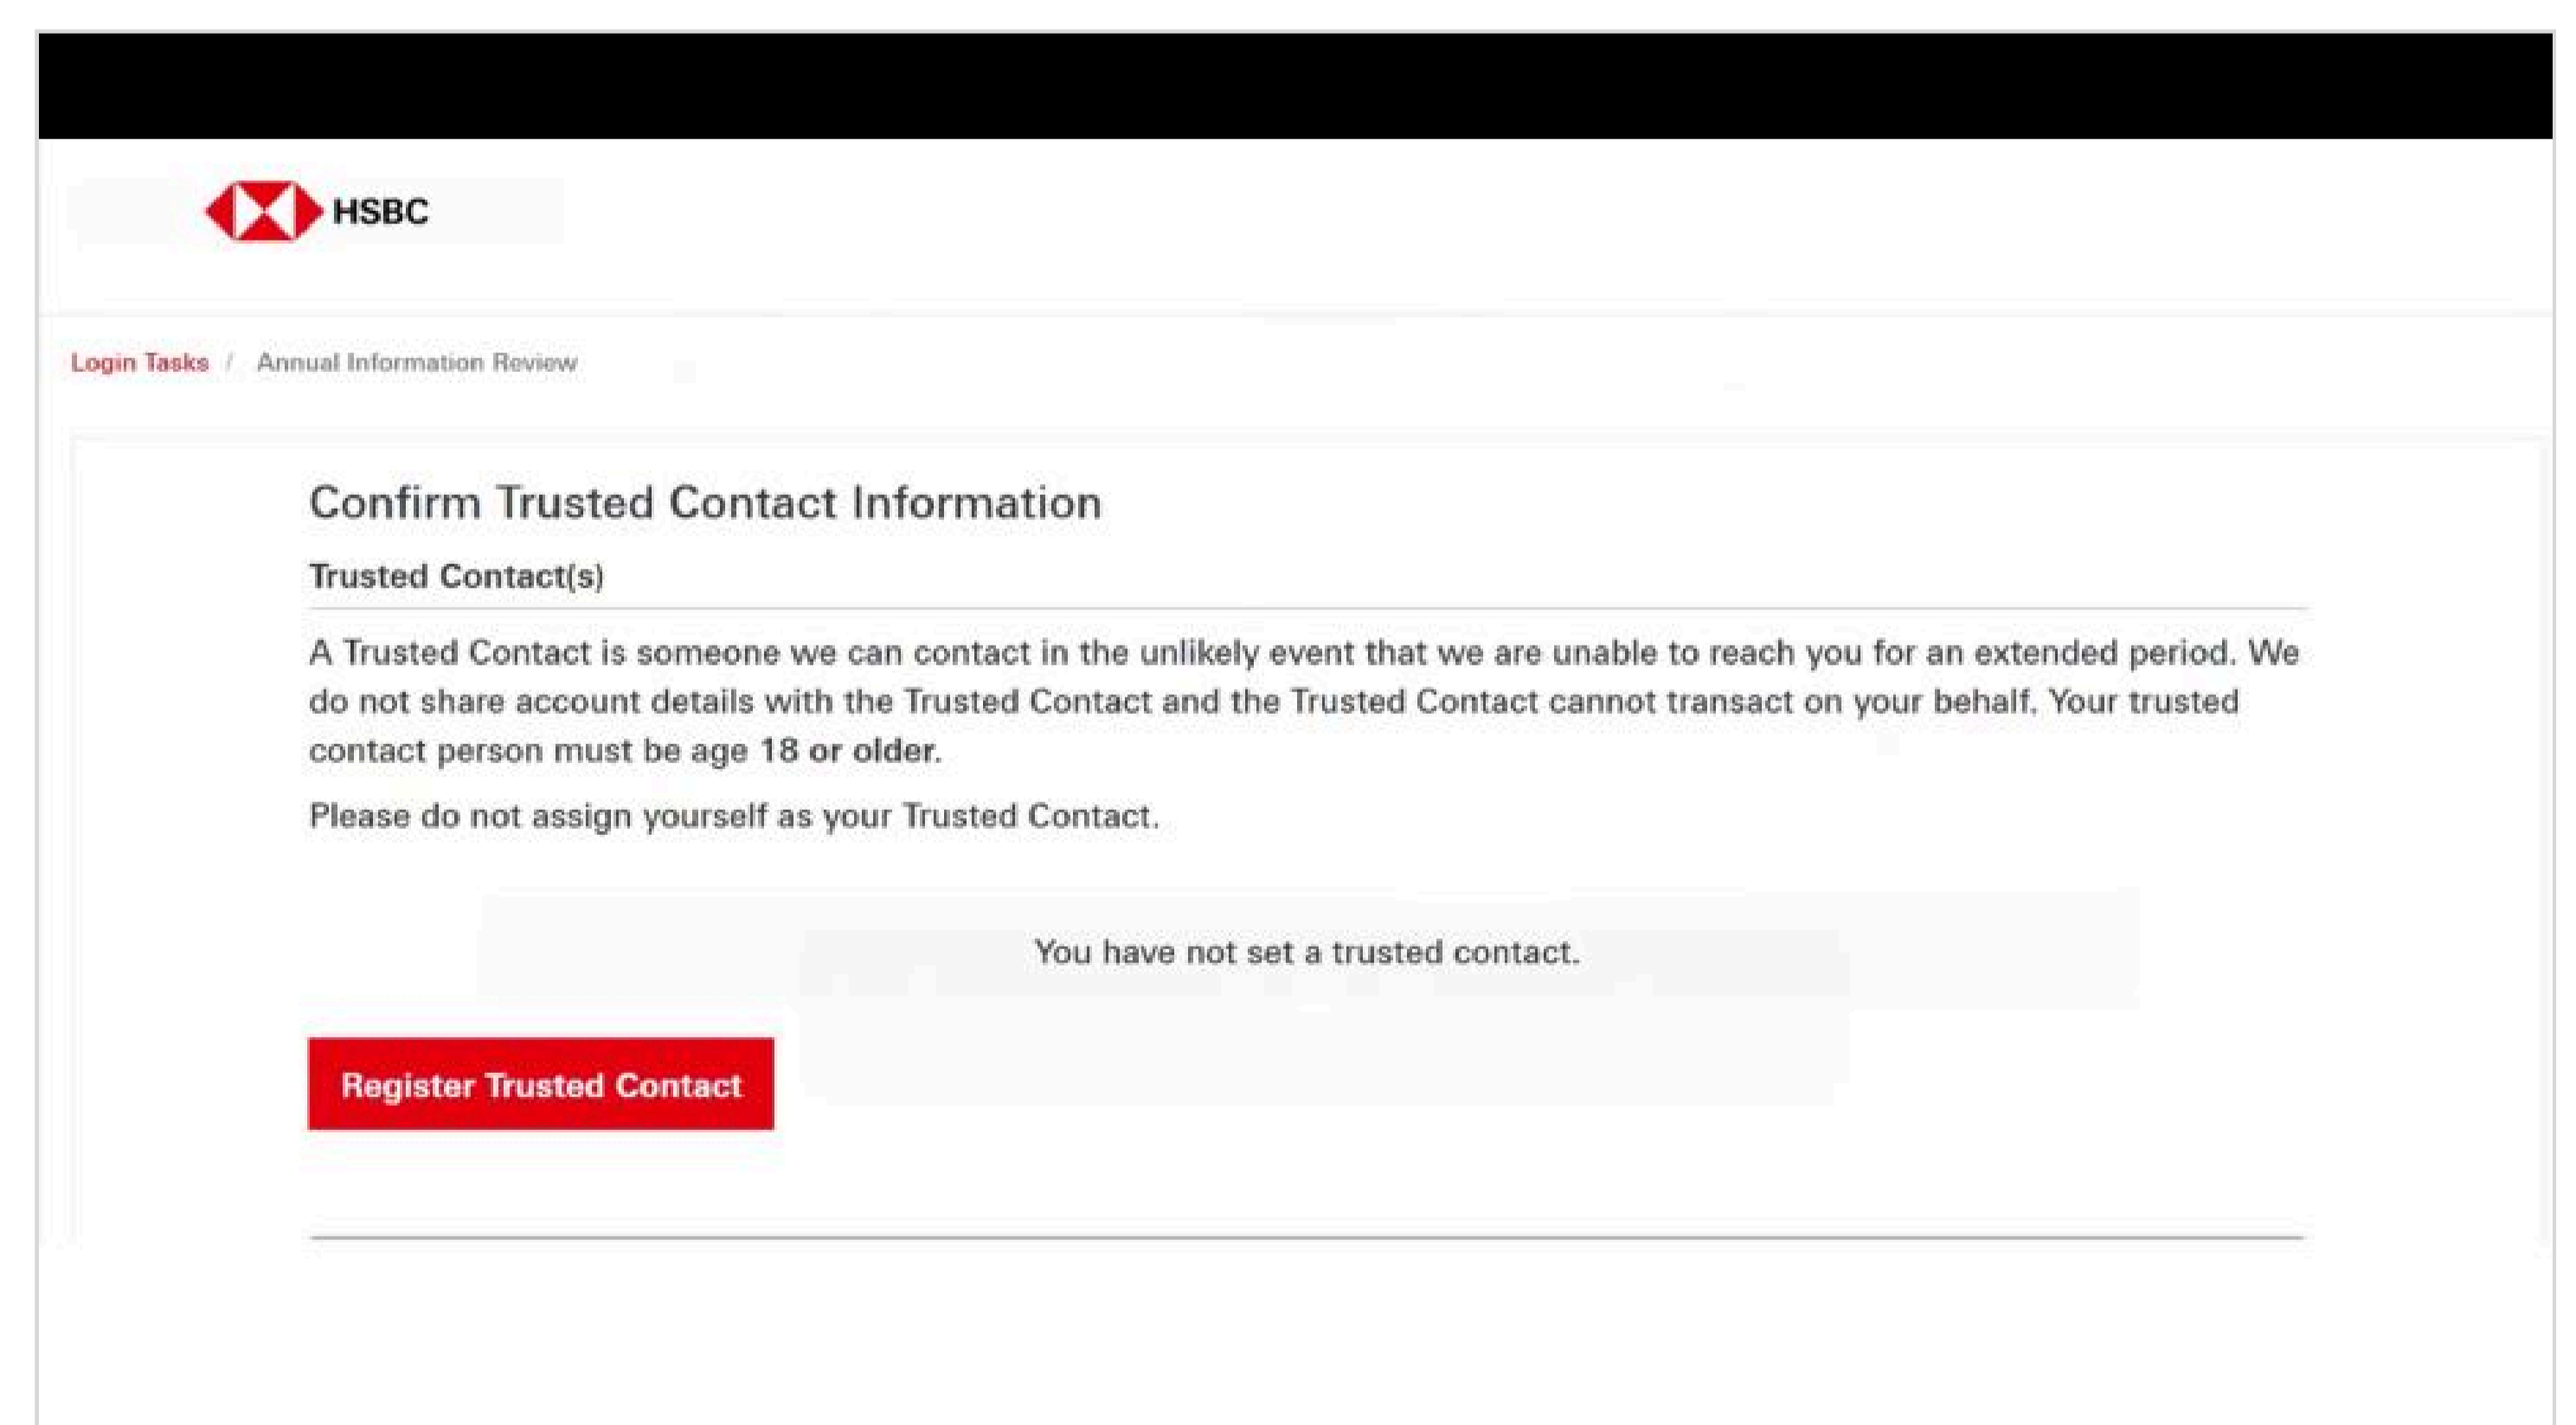 HSBC
Login Tasks / Annual Information Review
Confirm Trusted Contact Information
Trusted Contact(s)
A Trusted Contact is someone we can contact in the unlikely event that we are unable to reach you for an extended period. We
do not share account details with the Trusted Contact and the Trusted Contact cannot transact on your behalf. Your trusted
contact person must be age 18 or older.
Please do not assign yourself as your Trusted Contact.
You have not set a trusted contact.
Register Trusted Contact